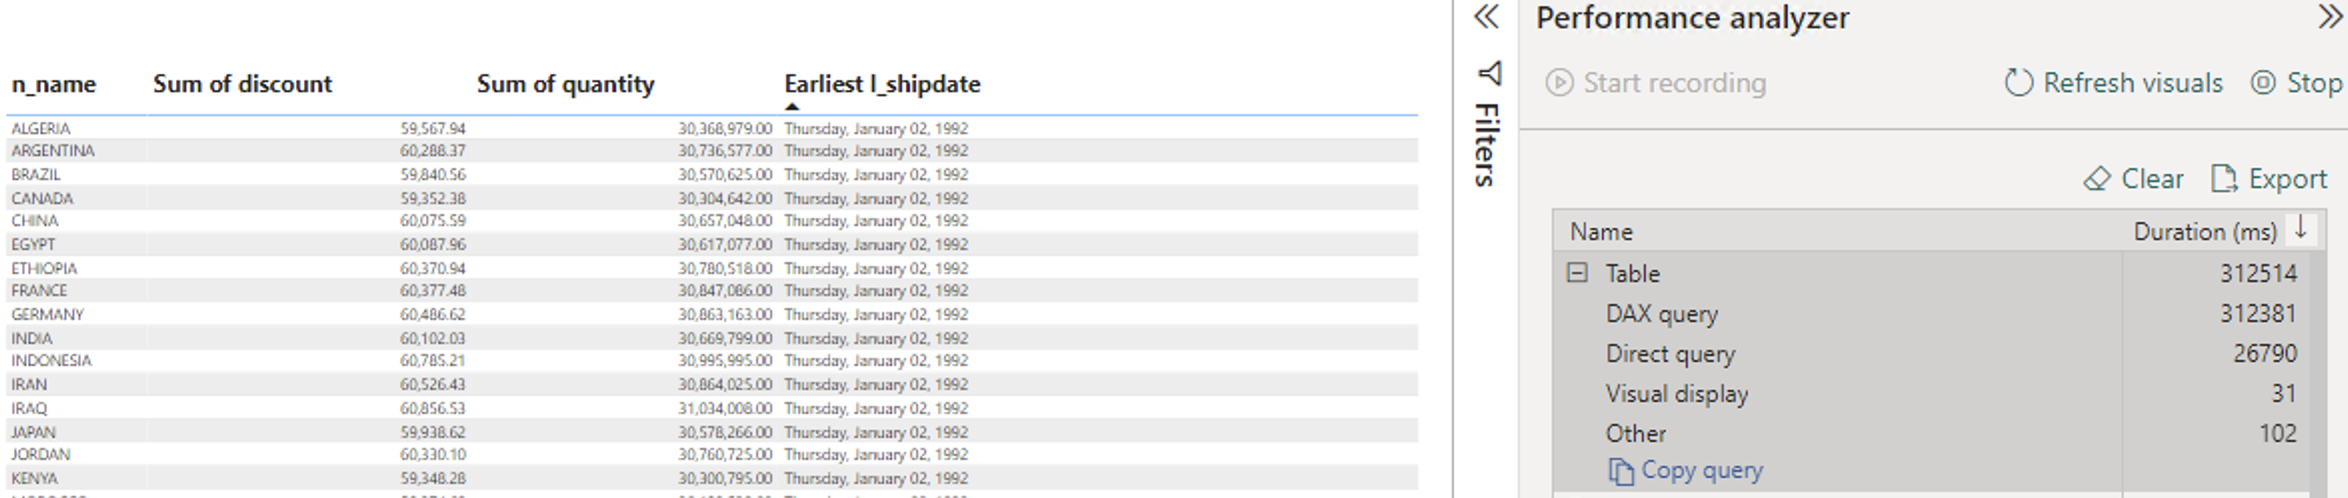 n_name Sum of discount Sum of quantity Earliest l_shipdate
ALGERIA 59,567.94 30,368,979.00 Thursday, January 02, 1992
ARGENTINA 60,288.37 30,736,577.00 Thursday, January 02, 1992
BRAZIL 59,840.56 30,570,625.00 Thursday, January 02, 1992
CANADA 59,352.38 30,304,642.00 Thursday, January 02, 1992
CHINA 60,075.59 30,657,048.00 Thursday, January 02, 1992
EGYPT 60,087.96 30,617,077.00 Thursday, January 02, 1992
ETHIOPIA 60,370.94 30,780,518.00 Thursday, January 02, 1992
FRANCE 60,377.48 30,847,086.00 Thursday, January 02, 1992
GERMANY 60,486.62 30,863,163.00 Thursday, January 02, 1992
INDIA 60,102.03 30,669,799.00 Thursday, January 02, 1992
INDONESIA 60,785.21 30,995,995.00 Thursday, January 02, 1992
IRAN 60,526.43 30,864,025.00 Thursday, January 02, 1992
IRAQ 60,856.53 31,034,008.00 Thursday, January 02, 1992
JAPAN 59,938.62 30,578,266.00 Thursday, January 02, 1992
JORDAN 60,330.10 30,760,725.00 Thursday, January 02, 1992
KENYA 59,348.28 30,300,795.00 Thursday, January 02, 1992
Filters
Performance analyzer
Start recording Refresh visuals Stop
Clear Export
Name Duration (ms)
Table 312514
DAX query 312381
Direct query 26790
Visual display 31
Other 102
Copy query